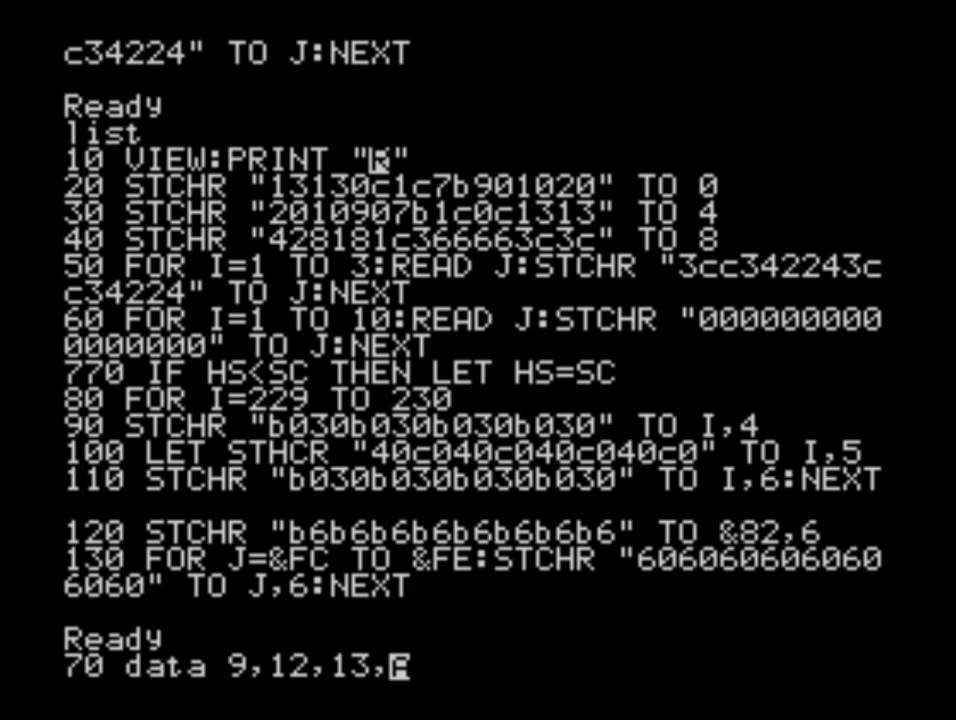 c34224" TO J:NEXT
Ready
list
10 VIEW:PRINT "R"
20 STCHR "13130c1c7b901020" TO 0
30 STCHR "2010907b1c0c1313" TO 4
40 STCHR "428181c366663c3c" TO 8
50 FOR I=1 TO 3:READ J:STCHR "3cc342243c
c34224" TO J:NEXT
60 FOR I=1 TO 10:READ J:STCHR "000000000
0000000" TO J:NEXT
770 IF HS<SC THEN LET HS=SC
80 FOR I=229 TO 230
90 STCHR "b030b030b030b030" TO I,4
100 LET STHCR "40c040c040c040c0" TO I,5
110 STCHR "b030b030b030b030" TO I,6:NEXT
120 STCHR "b6b6b6b6b6b6b6b6" TO &82,6
130 FOR J=&FC TO &FE:STCHR "606060606060
6060" TO J,6:NEXT
Ready
70 data 9,12,13,